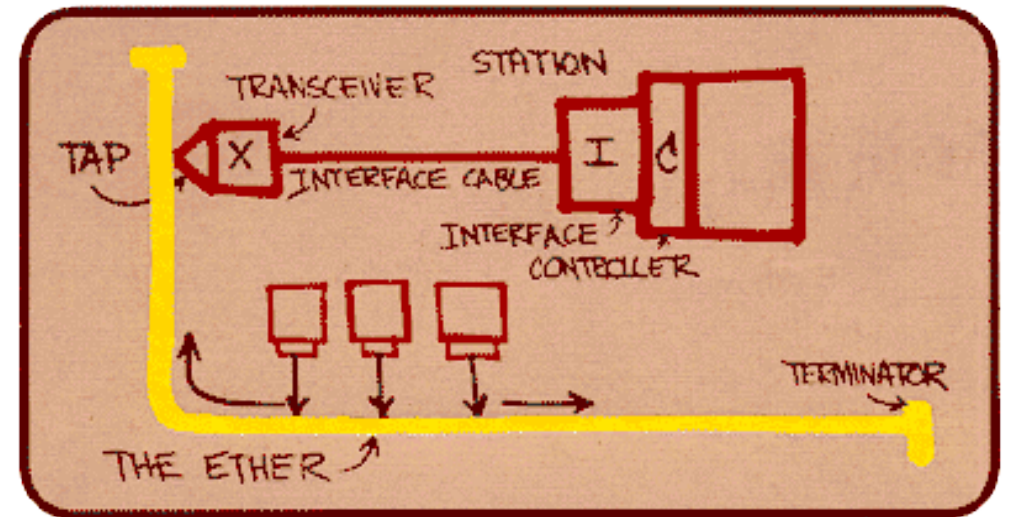 STATION
TRANSCEIVER
TAP
X
I
C
INTERFACE CABLE
INTERFACE
CONTROLLER
TERMINATOR
THE ETHER